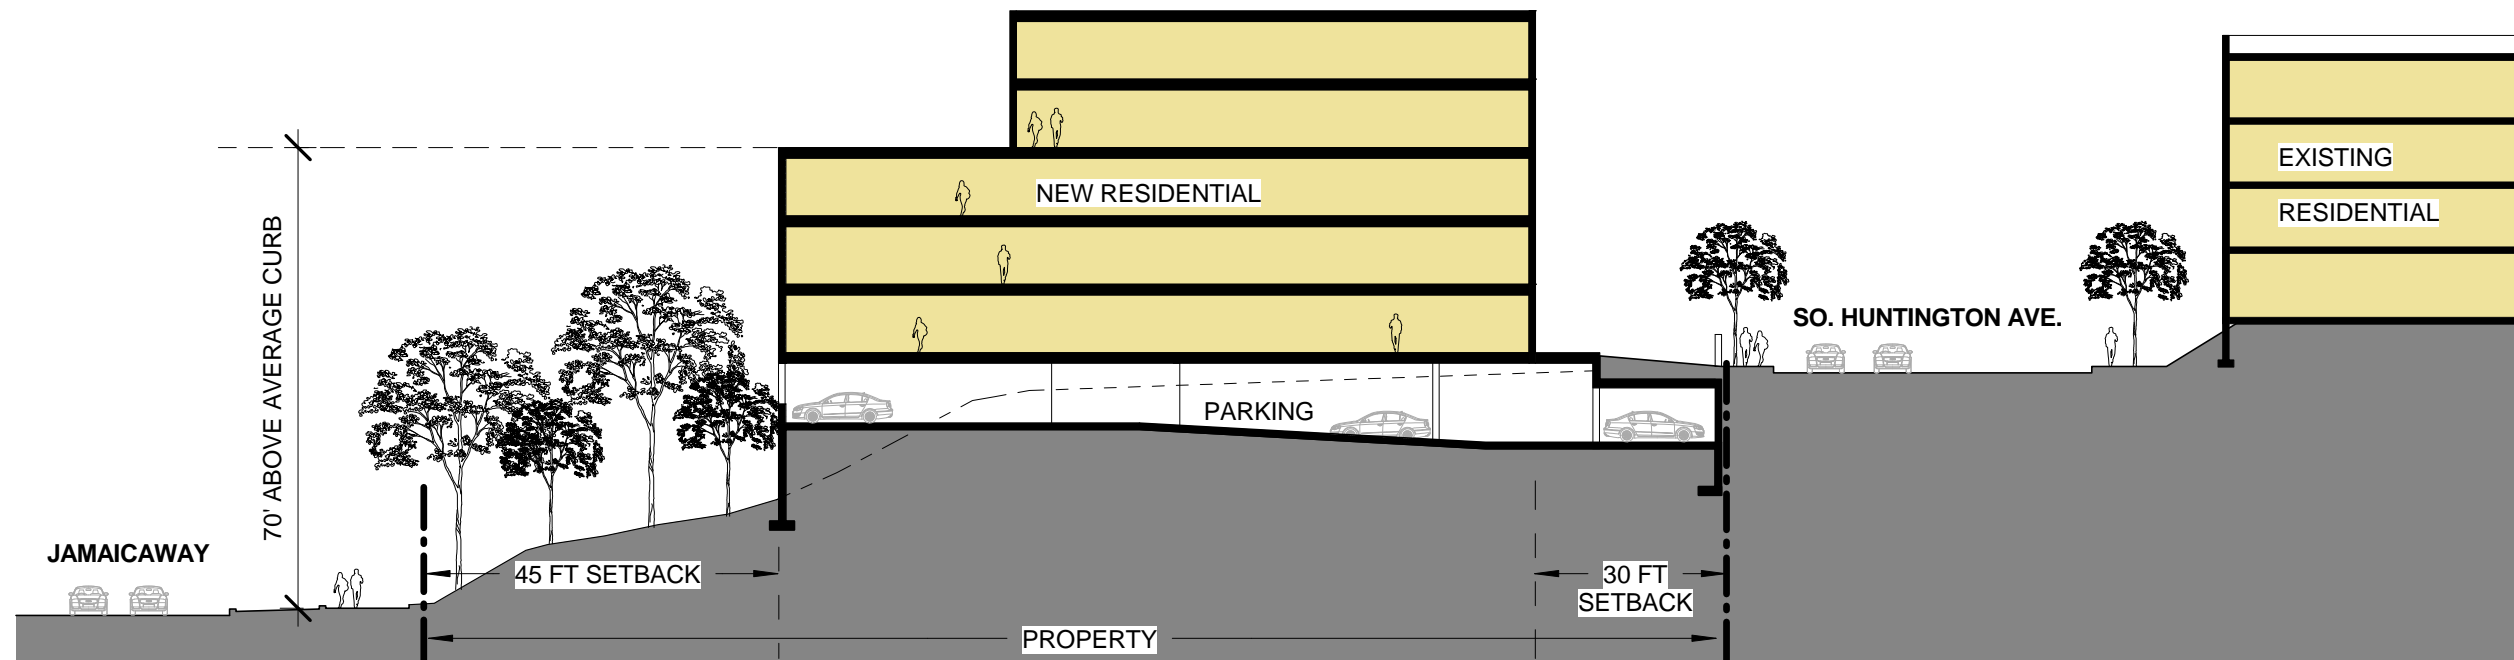 NEW RESIDENTIAL
EXISTING
RESIDENTIAL
70' ABOVE AVERAGE CURB
SO. HUNTINGTON AVE.
PARKING
JAMAICAWAY
45 FT SETBACK
30 FT
SETBACK
PROPERTY